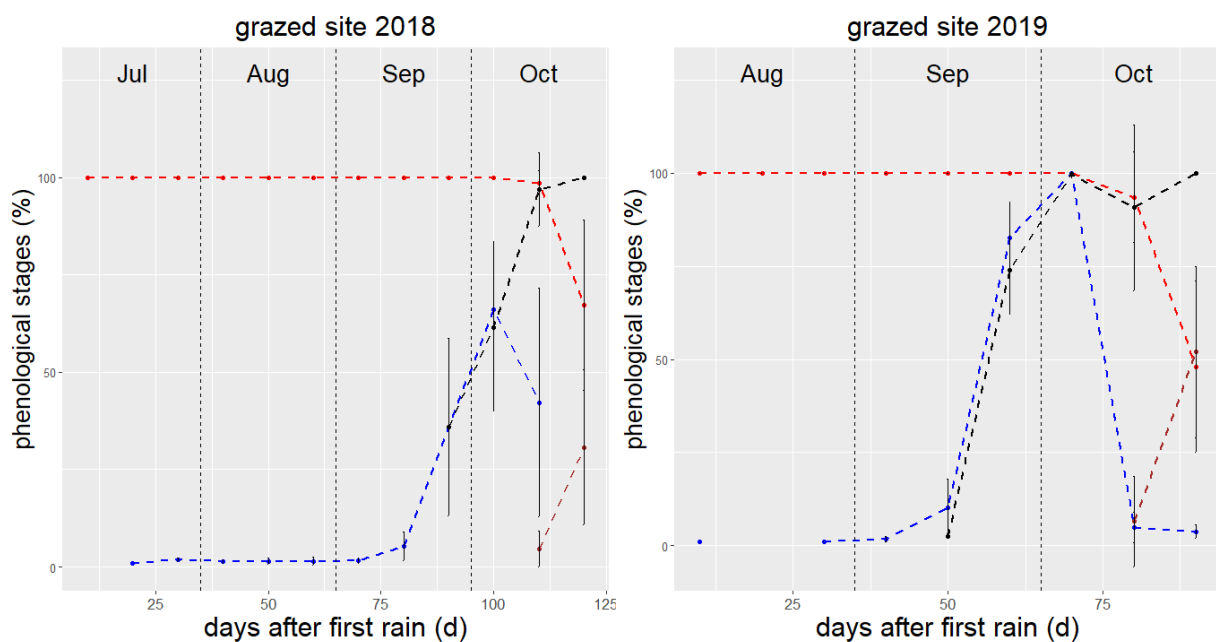 grazed site 2018
Jul Aug Sep Oct
100
50
0
phenological stages (%)
25 50 75 100 125
days after first rain (d)
grazed site 2019
Aug Sep Oct
100
50
0
phenological stages (%)
25 75
days after first rain (d)